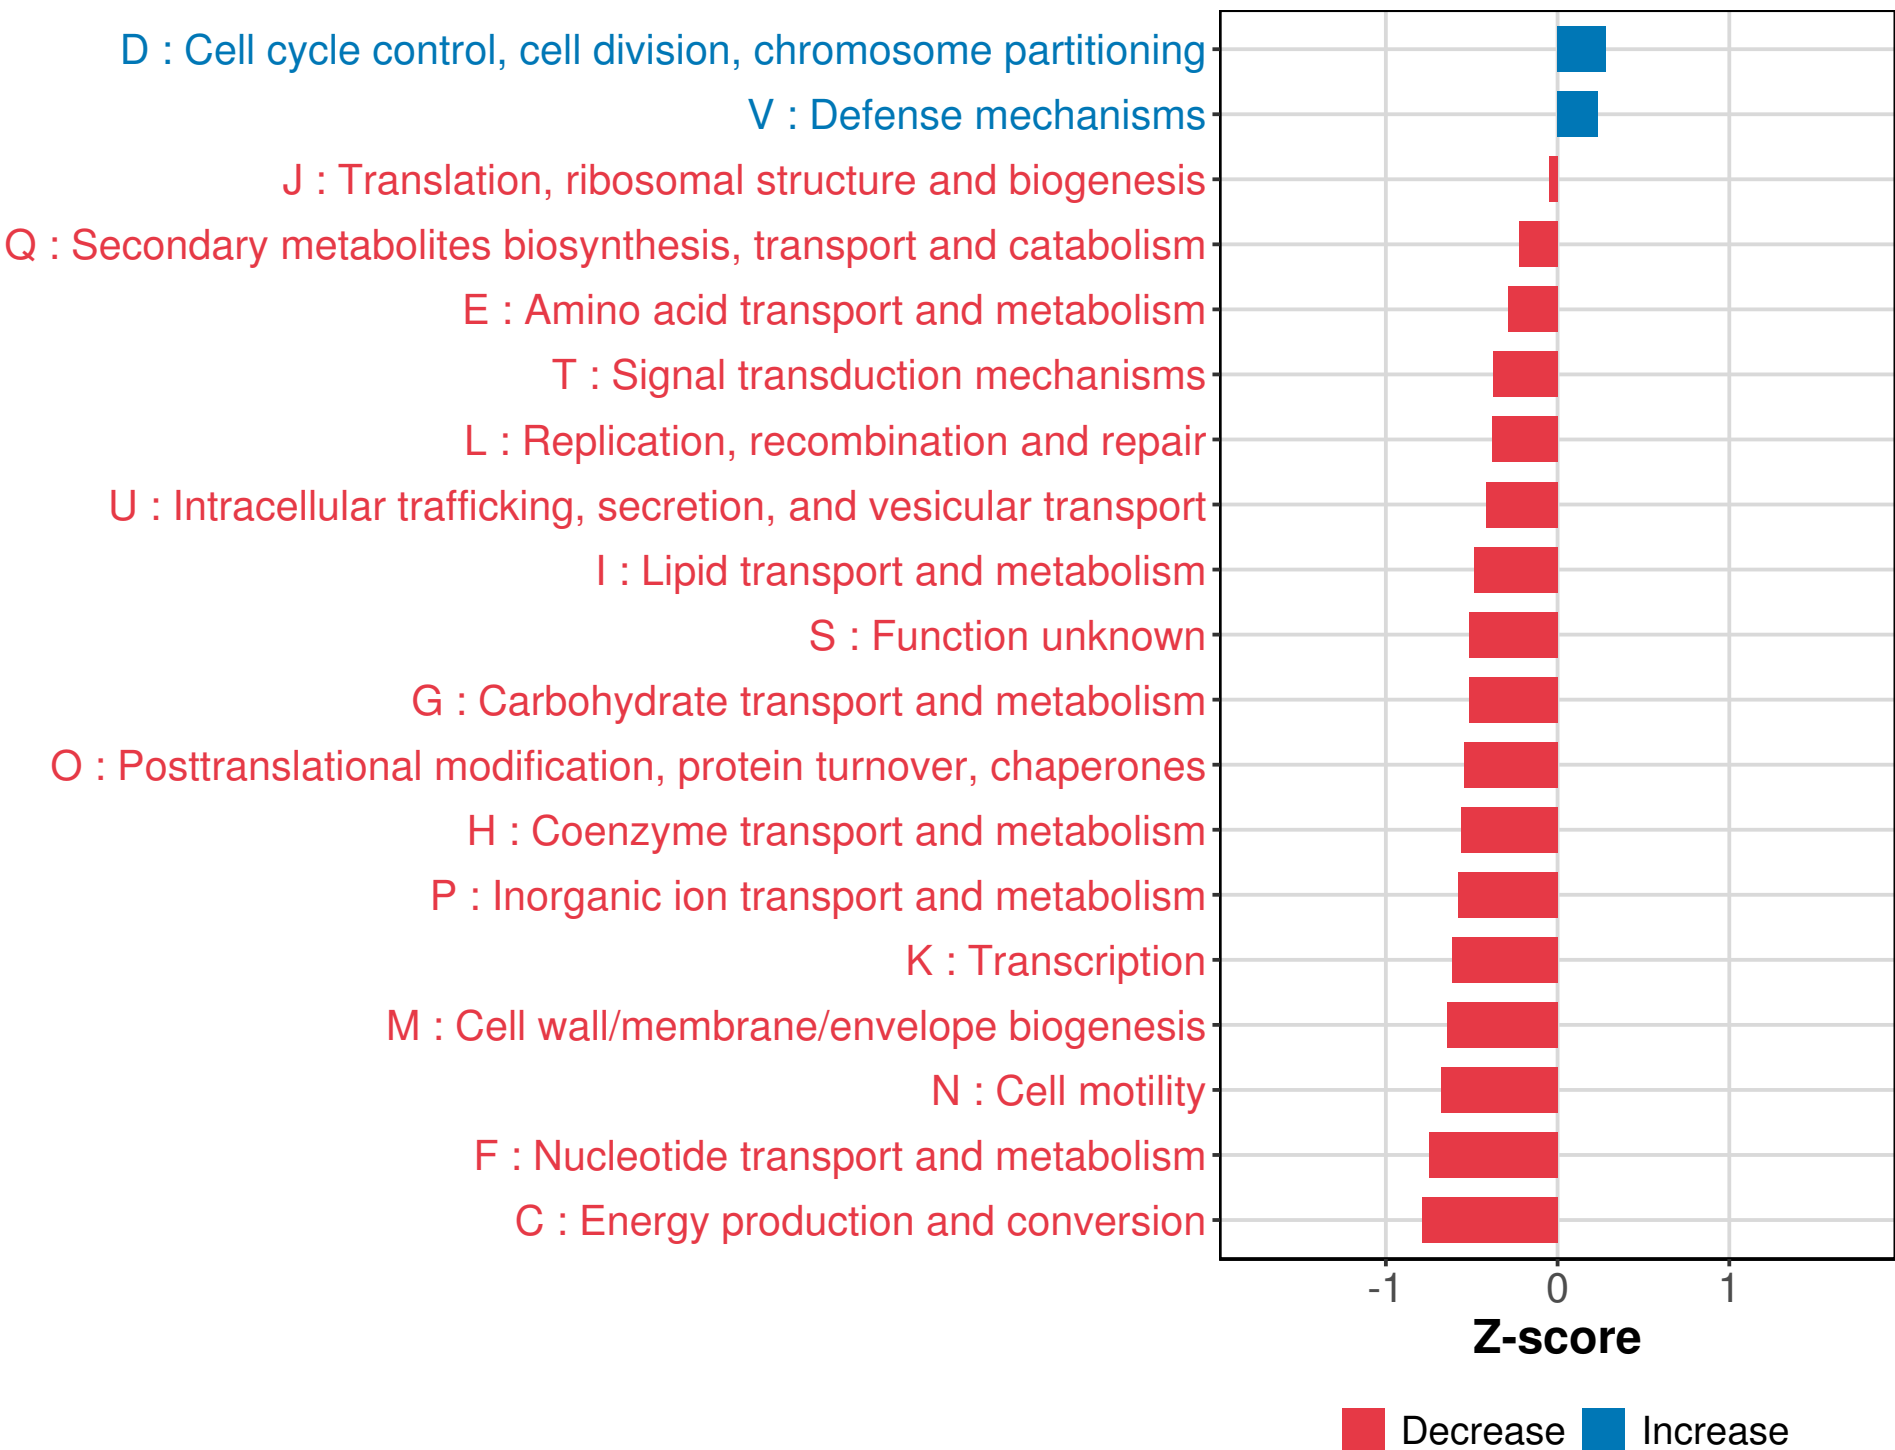 D : Cell cycle control, cell division, chromosome partitioning
V : Defense mechanisms
J : Translation, ribosomal structure and biogenesis
Q : Secondary metabolites biosynthesis, transport and catabolism
E : Amino acid transport and metabolism
T : Signal transduction mechanisms
L : Replication, recombination and repair
U : Intracellular trafficking, secretion, and vesicular transport
I : Lipid transport and metabolism
S : Function unknown
G : Carbohydrate transport and metabolism
O : Posttranslational modification, protein turnover, chaperones
H : Coenzyme transport and metabolism
P : Inorganic ion transport and metabolism
K : Transcription
M : Cell wall/membrane/envelope biogenesis
N : Cell motility
F : Nucleotide transport and metabolism
C : Energy production and conversion
-1 0 1
Z-score
Decrease Increase